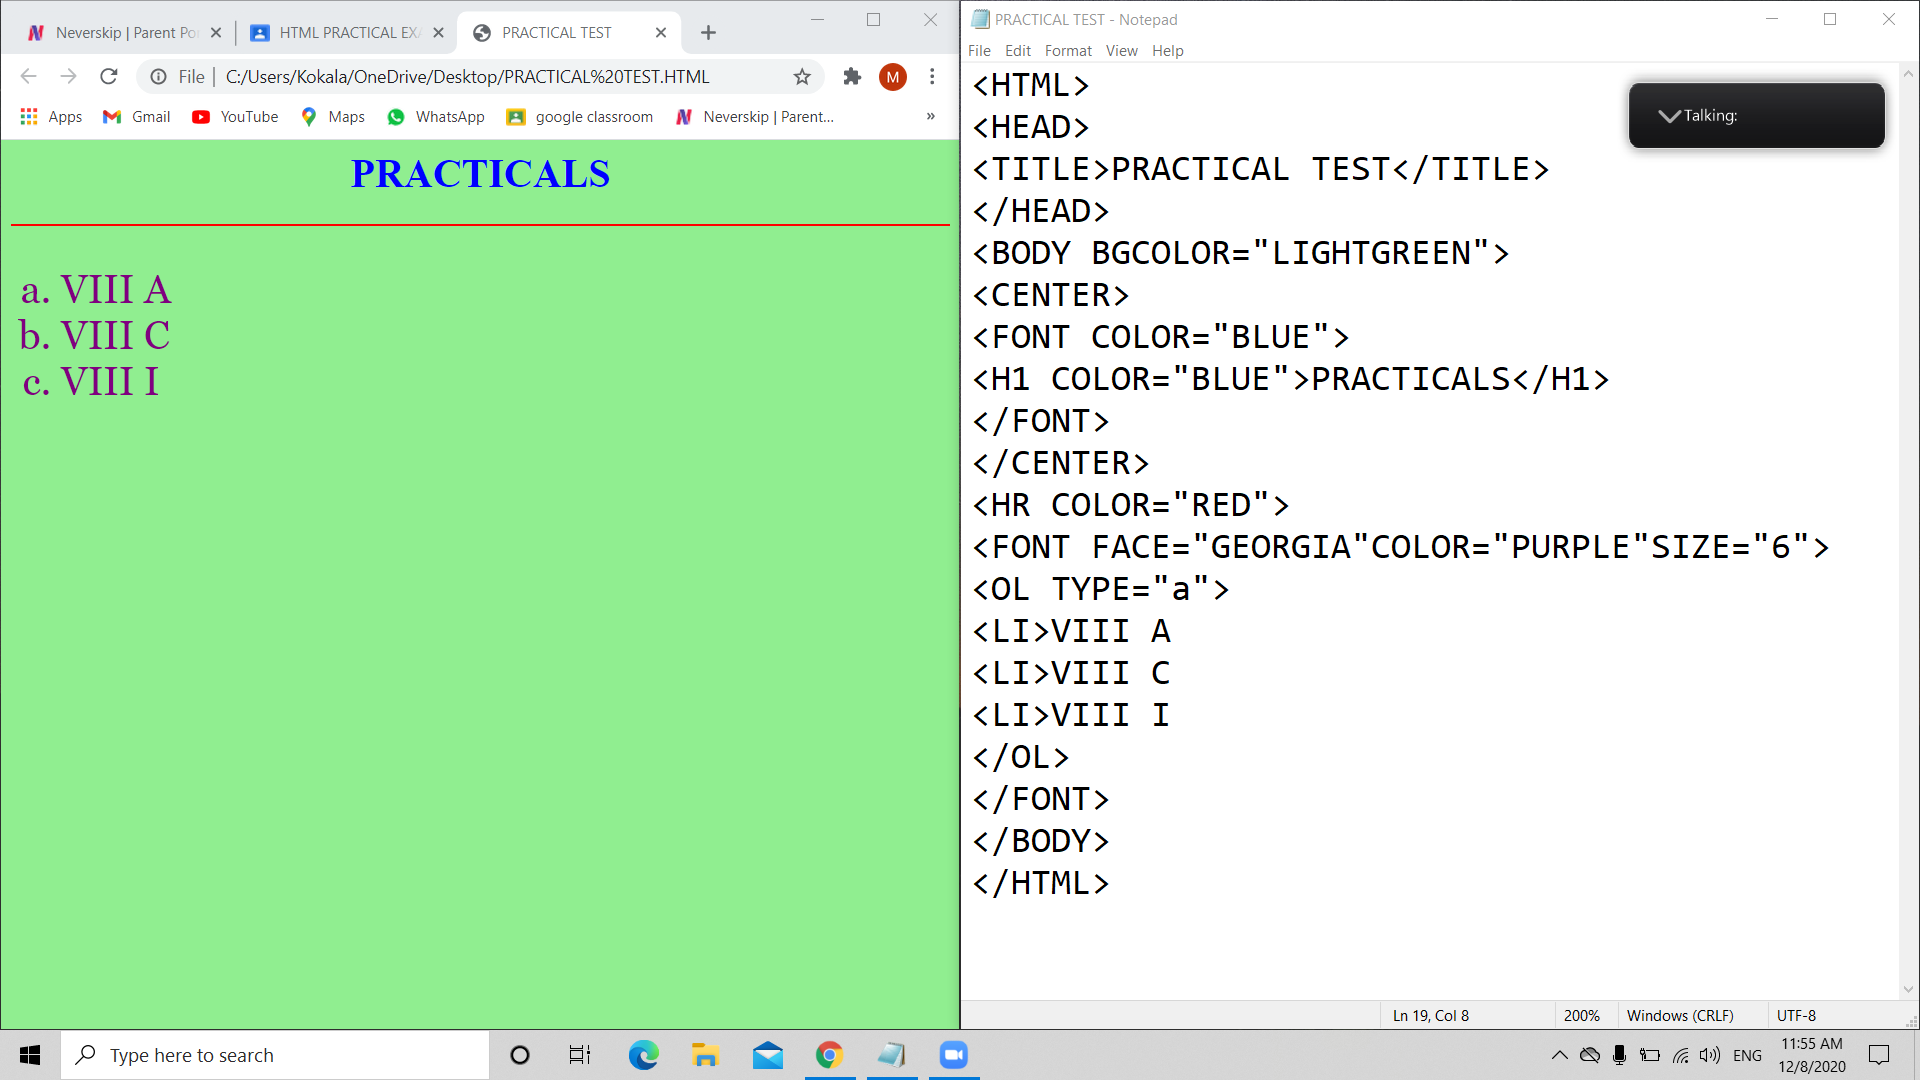 Neverskip | Parent Po
HTML PRACTICAL EXA
PRACTICAL TEST
File | C:/Users/Kokala/OneDrive/Desktop/PRACTICAL%20TEST.HTML
M
Apps
Gmail
YouTube
Maps
WhatsApp
google classroom
Neverskip | Parent...
»
PRACTICALS
a. VIII A
b. VIII C
c. VIII I
PRACTICAL TEST - Notepad
File Edit Format View Help
Talking:
<HTML>
<HEAD>
<TITLE>PRACTICAL TEST</TITLE>
</HEAD>
<BODY BGCOLOR="LIGHTGREEN">
<CENTER>
<FONT COLOR="BLUE">
<H1 COLOR="BLUE">PRACTICALS</H1>
</FONT>
</CENTER>
<HR COLOR="RED">
<FONT FACE="GEORGIA"COLOR="PURPLE"SIZE="6">
<OL TYPE="a">
<LI>VIII A
<LI>VIII C
<LI>VIII I
</OL>
</FONT>
</BODY>
</HTML>
Ln 19, Col 8
200%
Windows (CRLF)
UTF-8
Type here to search
ENG
11:55 AM
12/8/2020